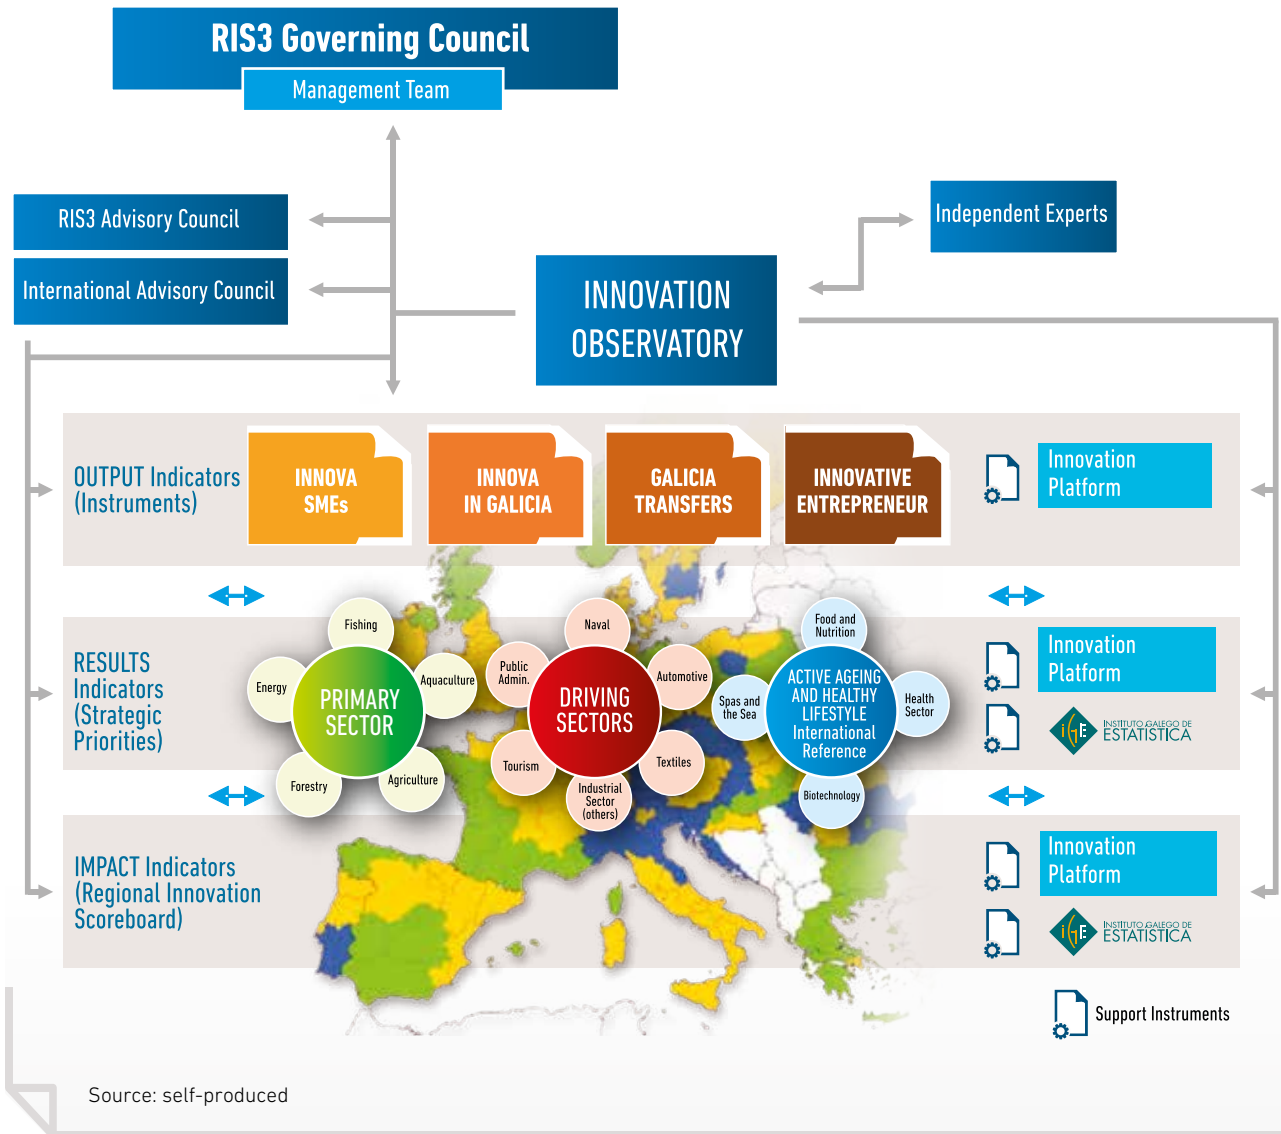 RIS3 Governing Council
Management Team
RIS3 Advisory Council
International Advisory Council
Independent Experts
INNOVATION
OBSERVATORY
OUTPUT Indicators
(Instruments)
INNOVA
SMEs
INNOVA
IN GALICIA
GALICIA
TRANSFERS
INNOVATIVE
ENTREPRENEUR
Innovation
Platform
RESULTS
Indicators
(Strategic
Priorities)
PRIMARY
SECTOR
Fishing
Energy
Aquaculture
Forestry
Agriculture
DRIVING
SECTORS
Naval
Public
Admin.
Automotive
Tourism
Textiles
Industrial
Sector
(others)
ACTIVE AGEING
AND HEALTHY
LIFESTYLE
International
Reference
Food and
Nutrition
Spas and
the Sea
Health
Sector
Biotechnology
Innovation
Platform
iGE
INSTITUTO GALEGO DE
ESTATÍSTICA
IMPACT Indicators
(Regional Innovation
Scoreboard)
Innovation
Platform
iGE
INSTITUTO GALEGO DE
ESTATÍSTICA
Support Instruments
Source: self-produced